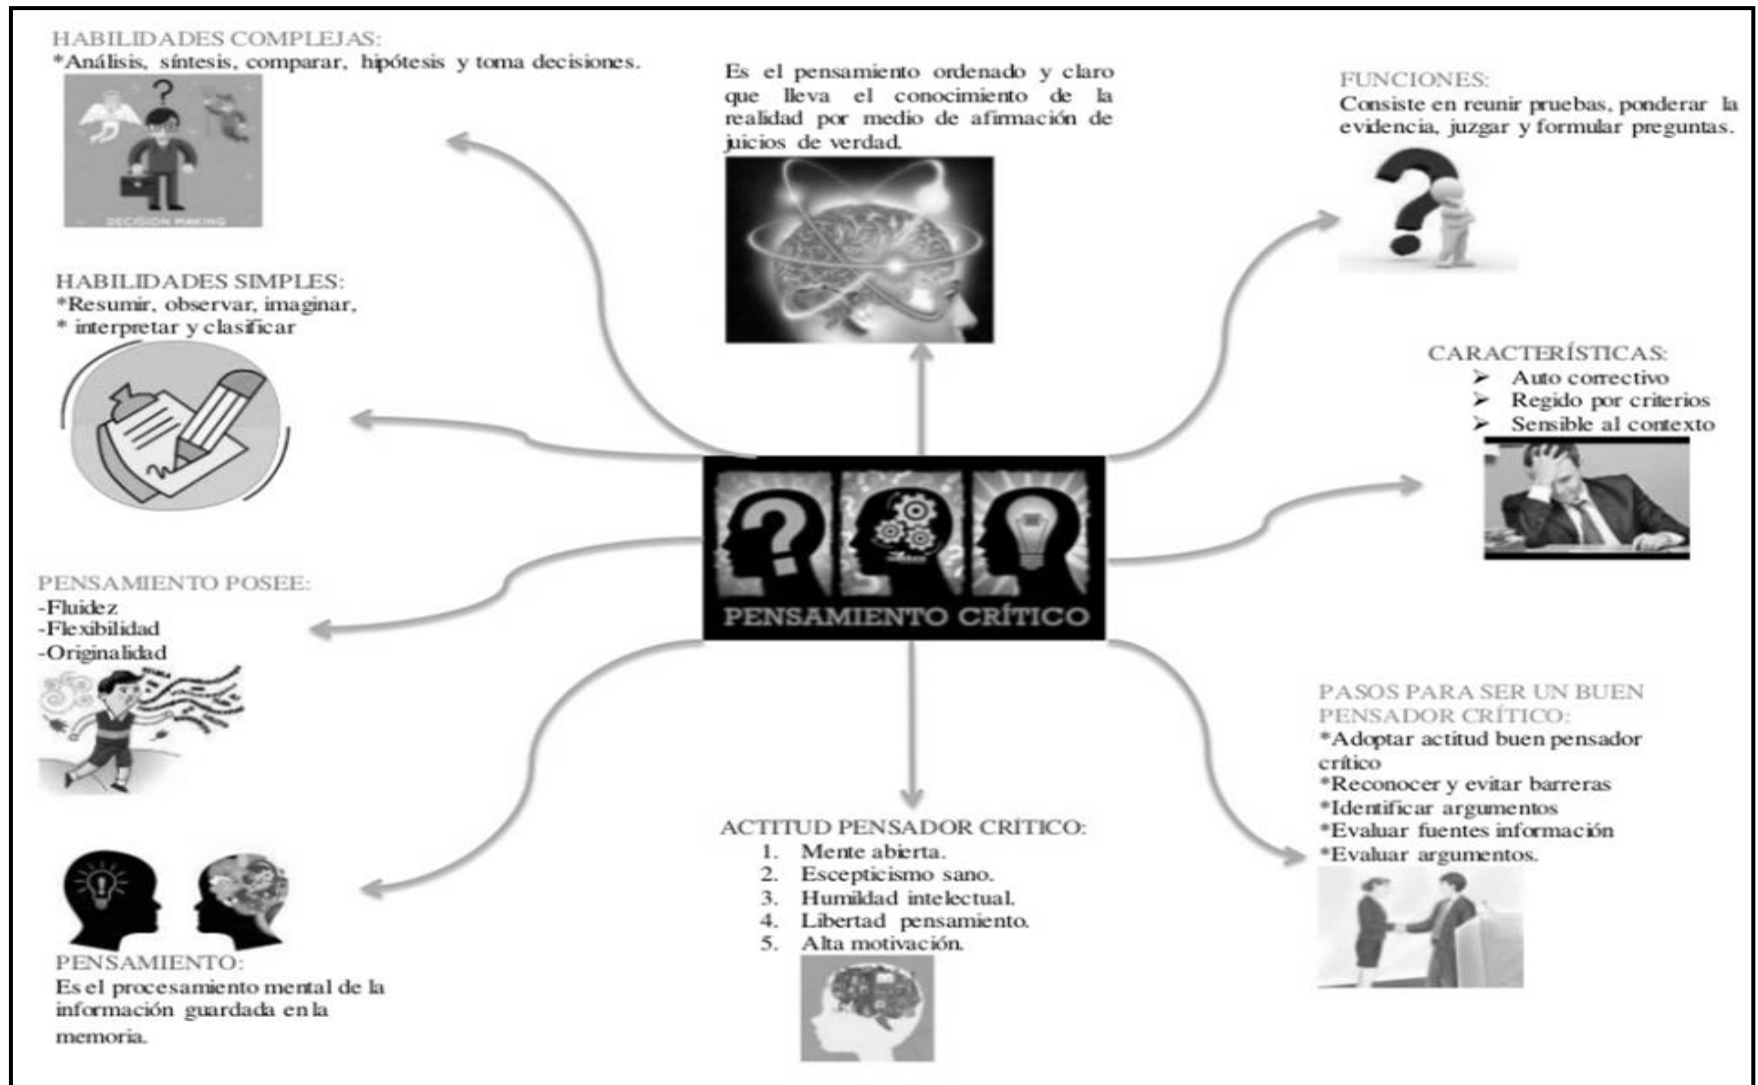 HABILIDADES COMPLEJAS:
*Análisis, síntesis, comparar, hipótesis y toma decisiones.
DECISION MAKING
Es el pensamiento ordenado y claro
que lleva el conocimiento de la
realidad por medio de afirmación de
juicios de verdad.
FUNCIONES:
Consiste en reunir pruebas, ponderar la
evidencia, juzgar y formular preguntas.
HABILIDADES SIMPLES:
*Resumir, observar, imaginar,
* interpretar y clasificar
CARACTERÍSTICAS:
➢ Auto correctivo
➢ Regido por criterios
➢ Sensible al contexto
PENSAMIENTO CRÍTICO
PENSAMIENTO POSEE:
-Fluidez
-Flexibilidad
-Originalidad
PASOS PARA SER UN BUEN
PENSADOR CRÍTICO:
*Adoptar actitud buen pensador
crítico
*Reconocer y evitar barreras
*Identificar argumentos
*Evaluar fuentes información
*Evaluar argumentos.
ACTITUD PENSADOR CRÍTICO:
1. Mente abierta.
2. Escepticismo sano.
3. Humildad intelectual.
4. Libertad pensamiento.
5. Alta motivación.
PENSAMIENTO:
Es el procesamiento mental de la
información guardada en la
memoria.